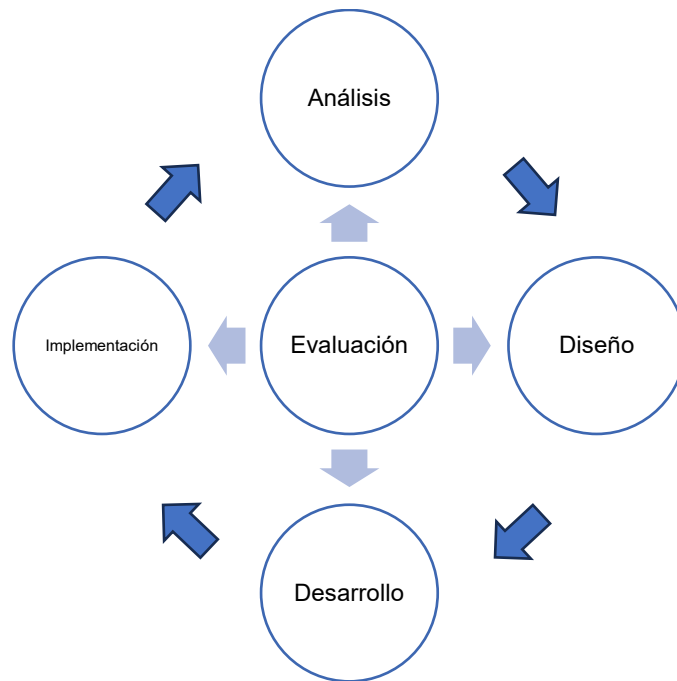 Análisis
Implementación
Evaluación
Diseño
Desarrollo